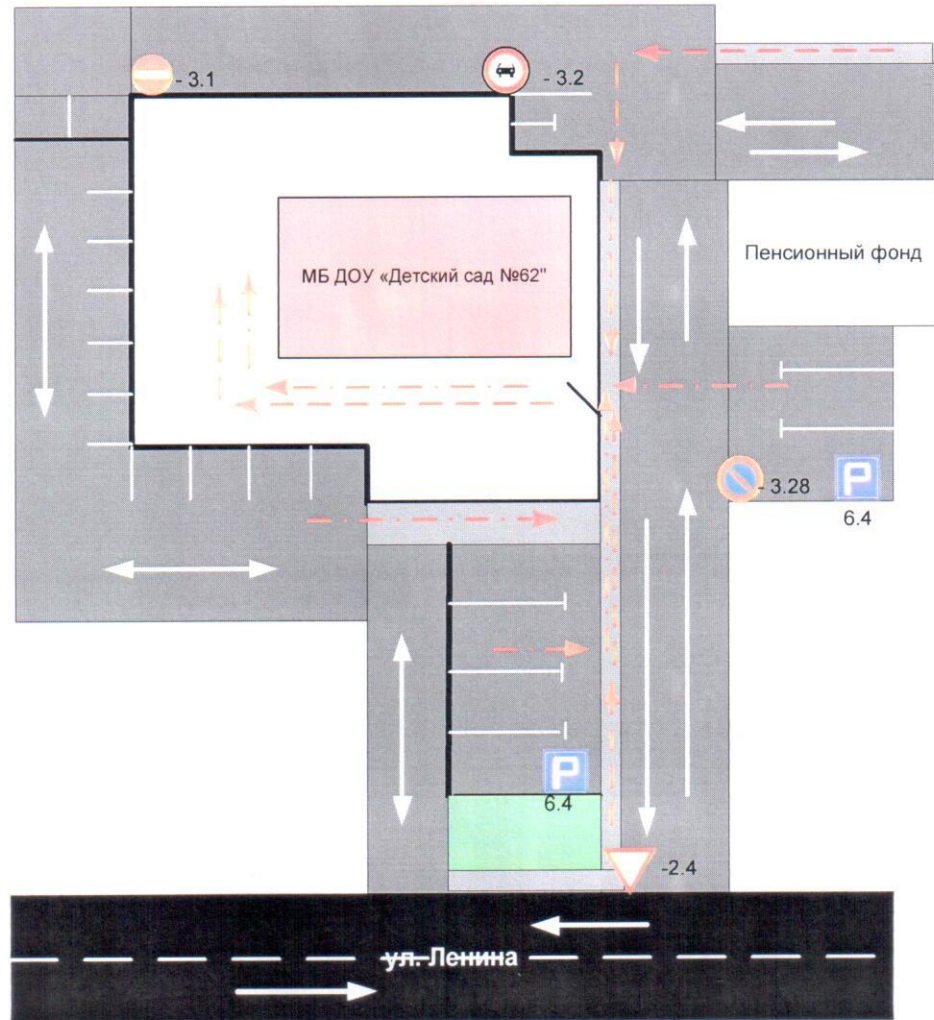 - 3.1
- 3.2
МБ ДОУ «Детский сад №62"
Пенсионный фонд
- 3.28
P
6.4
P
6.4
-2.4
ул. Ленина